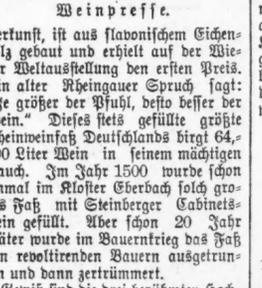 Weinpresse.
erkunft, ist aus slavonischem Eichen-
lz gebaut und erhielt auf der Wie-
r Weltausstellung den ersten Preis.
in alter Rheingauer Spruch sagt:
e größer der Pfuhl, desto besser der
ein.“ Dieses stets gefüllte größte
heinweinfaß Deutschlands birgt 64,-
00 Liter Wein in seinem mächtigen
auch. Im Jahr 1500 wurde schon
nmal im Kloster Eberbach solch gro-
s Faß mit Steinberger Cabinets-
ein gefüllt. Aber schon 20 Jahr
äter wurde im Bauernkrieg das Faß
n revoltirenden Bauern ausgetrun-
n und dann zertrümmert.